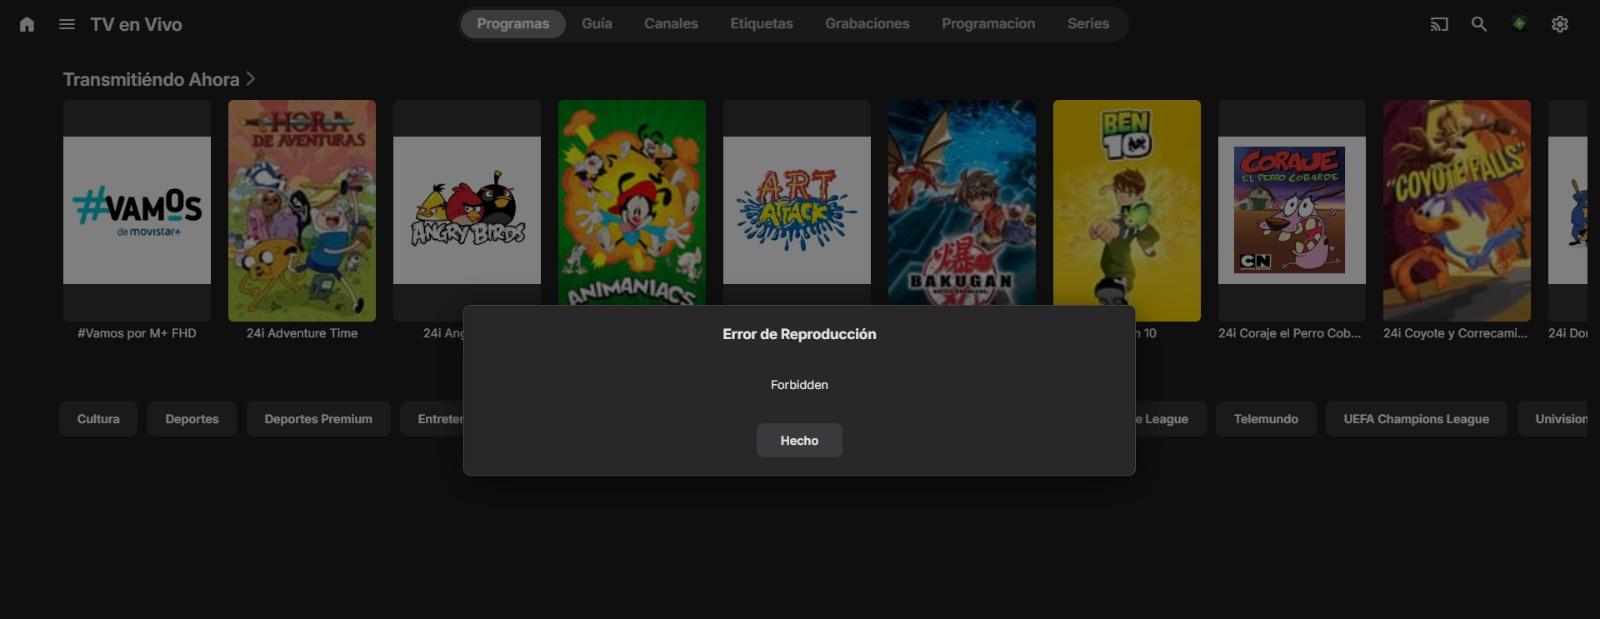 TV en Vivo
Programas
Guía
Canales
Etiquetas
Grabaciones
Programacion
Series
Transmitiéndo Ahora
#VAMOS
de movistar+
HORA
DE AVENTURAS
ANGRY BIRDS
ANIMANIACS
ART
ATTACK
爆
BAKUGAN
BEN
10
CORAJE
EL PERRO COBARDE
CN
"COYOTE FALLS"
#Vamos por M+ FHD
24i Adventure Time
24i Ang
n 10
24i Coraje el Perro Cob...
24i Coyote y Correcami...
24i Do
Error de Reproducción
Forbidden
Hecho
Cultura
Deportes
Deportes Premium
Entreter
e League
Telemundo
UEFA Champions League
Univision